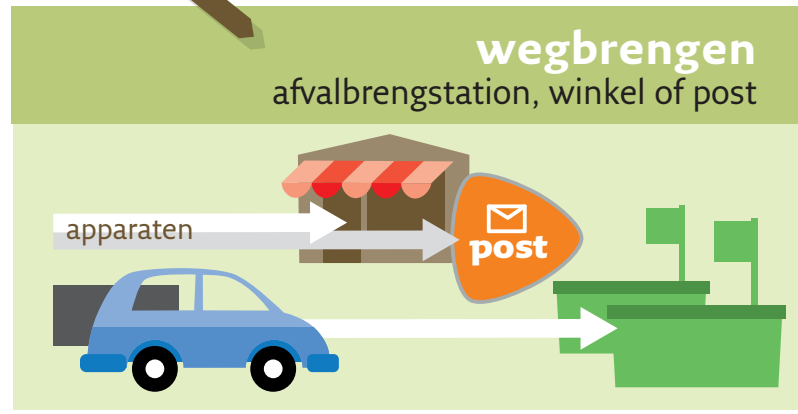 wegbrengen
afvalbrengstation, winkel of post
apparaten
post